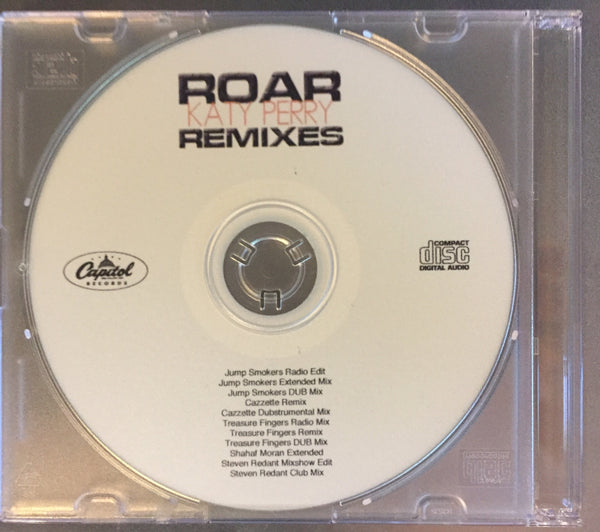 ROAR
KATY PERRY
REMIXES
Capitol
RECORDS
COMPACT
disc
DIGITAL AUDIO
Jump Smokers Radio Edit
Jump Smokers Extended Mix
Jump Smokers DUB Mix
Cazzette Remix
Cazzette Dubstrumental Mix
Treasure Fingers Radio Mix
Treasure Fingers Remix
Treasure Fingers DUB Mix
Shahaf Moran Extended
Steven Redant Mixshow Edit
Steven Redant Club Mix